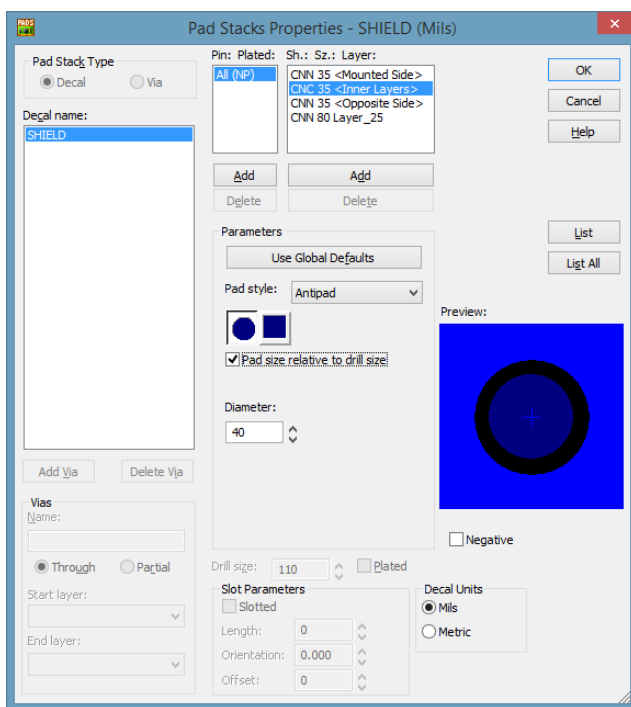 PADS
Pad Stacks Properties - SHIELD (Mils)
Pad Stack Type
Decal
Via
Decal name:
SHIELD
Add Via
Delete Via
Vias
Name:
Through
Partial
Start layer:
End layer:
Pin: Plated:
Sh.: Sz.: Layer:
All (NP)
CNN 35 <Mounted Side>
CNC 35 <Inner Layers>
CNN 35 <Opposite Side>
CNN 80 Layer_25
Add
Add
Delete
Delete
Parameters
Use Global Defaults
Pad style:
Antipad
Pad size relative to drill size
Diameter:
40
Drill size:
110
Plated
Slot Parameters
Slotted
Length:
0
Orientation:
0.000
Offset:
0
OK
Cancel
Help
List
List All
Preview:
Negative
Decal Units
Mils
Metric